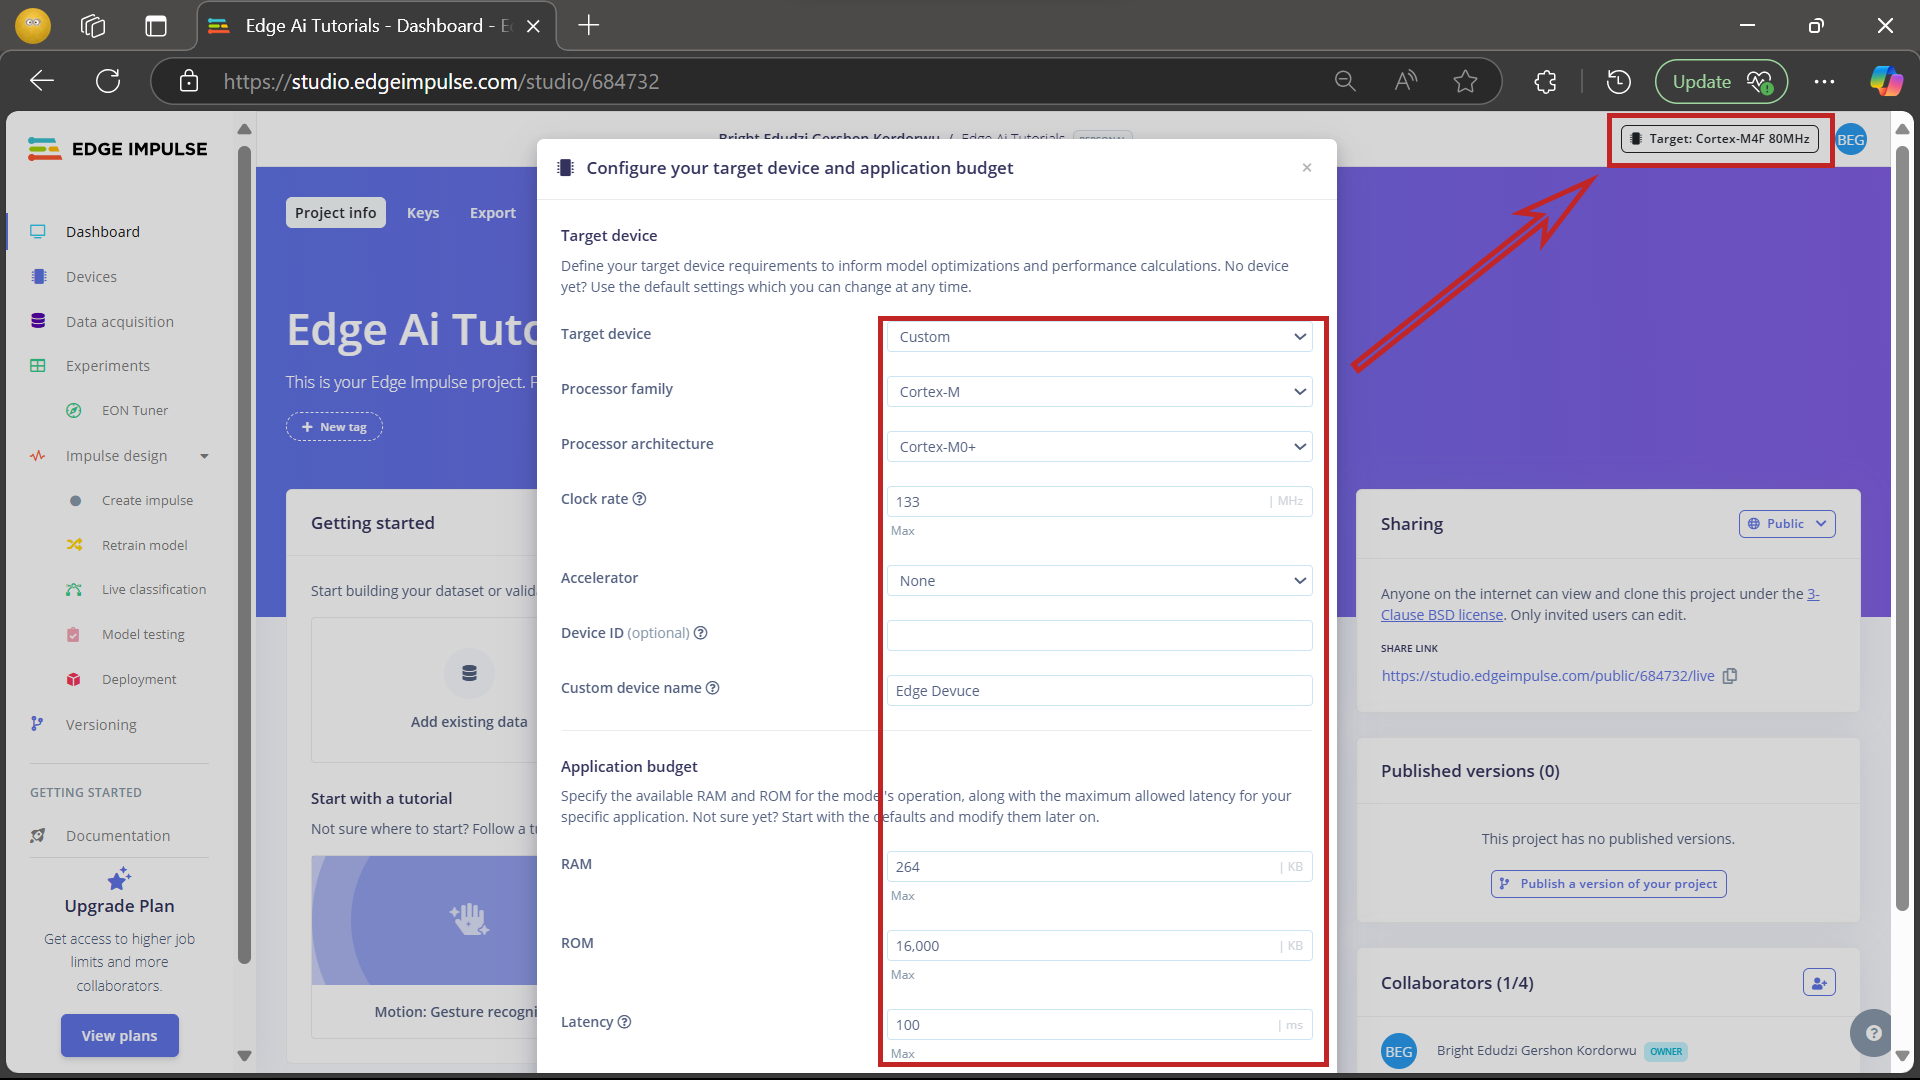 Edge Ai Tutorials - Dashboard - E
https://studio.edgeimpulse.com/studio/684732
Update
EDGE IMPULSE
Dashboard
Devices
Data acquisition
Experiments
EON Tuner
Impulse design
Create impulse
Retrain model
Live classification
Model testing
Deployment
Versioning
GETTING STARTED
Documentation
Upgrade Plan
Get access to higher job
limits and more
collaborators.
View plans
Bright Edudzi Gershon Kordorwu / Edge Ai Tutorials PERSONAL
Target: Cortex-M4F 80MHz
BEG
Project info Keys Export
Edge Ai Tuto
This is your Edge Impulse project. F
+ New tag
Getting started
Start building your dataset or valid
Add existing data
Start with a tutorial
Not sure where to start? Follow a tu
Motion: Gesture recogni
Configure your target device and application budget ×
Target device
Define your target device requirements to inform model optimizations and performance calculations. No device
yet? Use the default settings which you can change at any time.
Target device Custom
Processor family Cortex-M
Processor architecture Cortex-M0+
Clock rate ? 133 | MHz
Max
Accelerator None
Device ID (optional) ?
Custom device name ? Edge Devuce
Application budget
Specify the available RAM and ROM for the model's operation, along with the maximum allowed latency for your
specific application. Not sure yet? Start with the defaults and modify them later on.
RAM 264 | KB
Max
ROM 16,000 | KB
Max
Latency ? 100 | ms
Max
Sharing Public
Anyone on the internet can view and clone this project under the 3-
Clause BSD license. Only invited users can edit.
SHARE LINK
https://studio.edgeimpulse.com/public/684732/live
Published versions (0)
This project has no published versions.
Publish a version of your project
Collaborators (1/4)
BEG Bright Edudzi Gershon Kordorwu OWNER
?